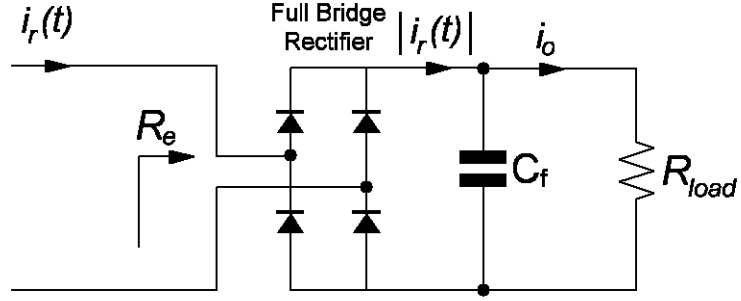 i_r(t)
Full Bridge
Rectifier
|i_r(t)|
i_o
R_e
C_f
R_load